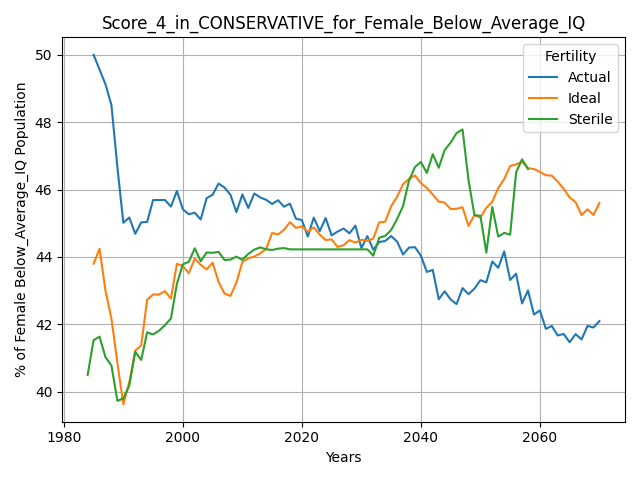 Score_4_in_CONSERVATIVE_for_Female_Below_Average_IQ
Fertility
Actual
Ideal
Sterile
% of Female Below_Average_IQ Population
50
48
46
44
42
40
1980
2000
2020
2040
2060
Years